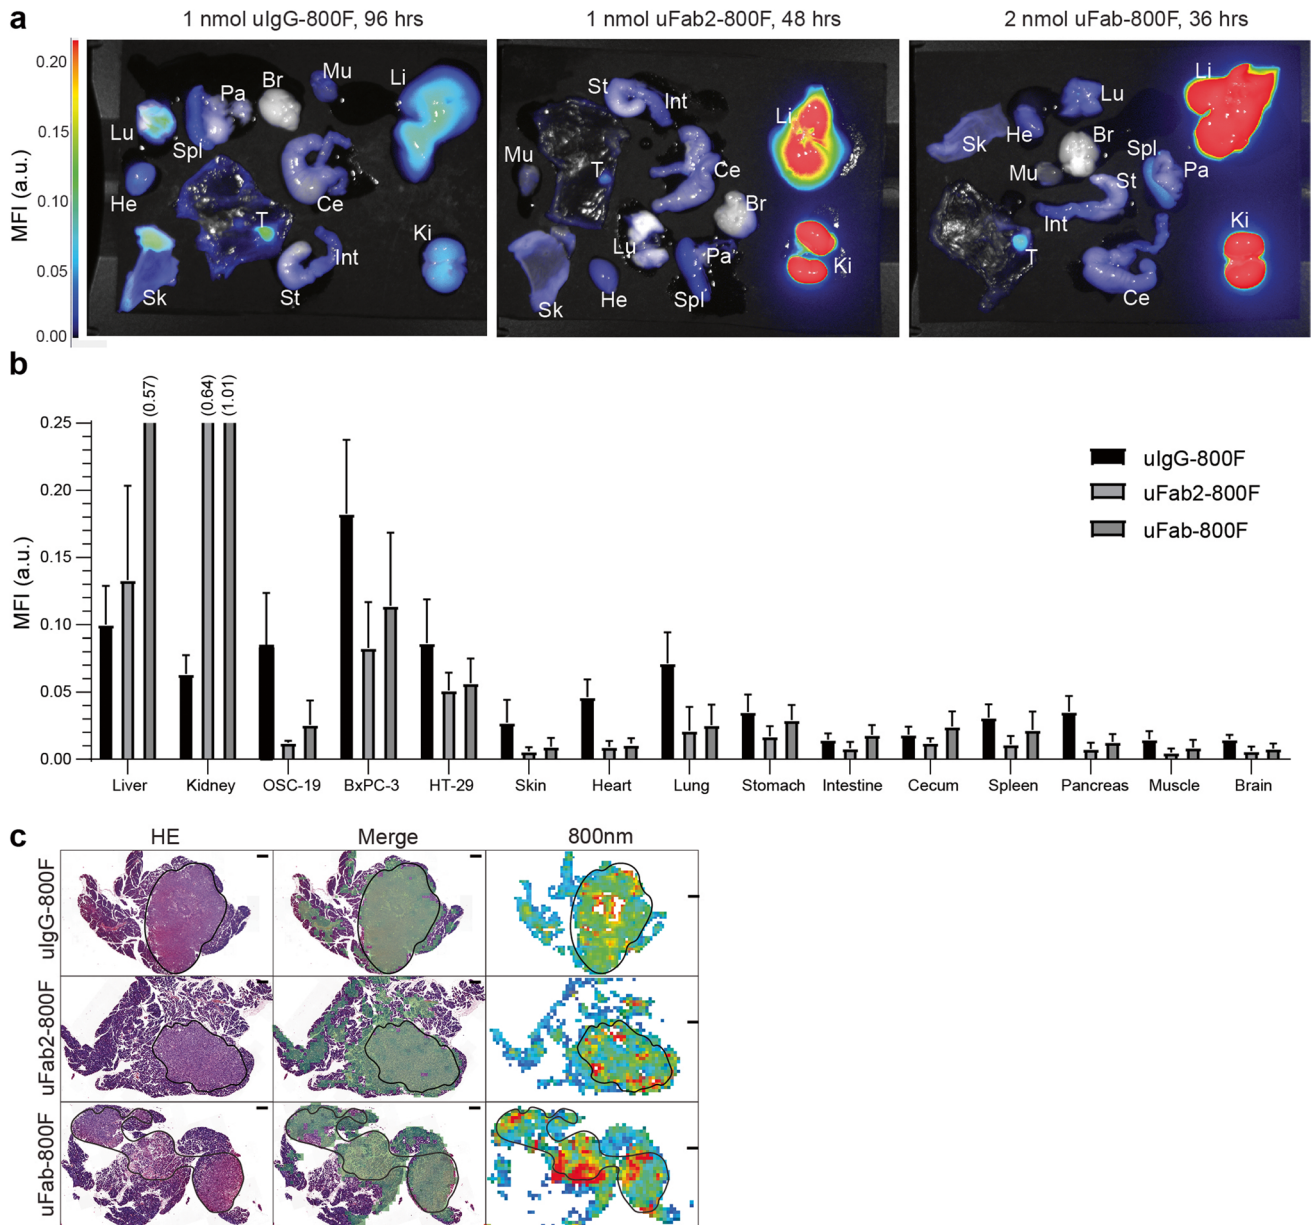 a
1 nmol uIgG-800F, 96 hrs
1 nmol uFab2-800F, 48 hrs
2 nmol uFab-800F, 36 hrs
MFI (a.u.)
0.20
0.15
0.10
0.05
0.00
Lu
Spl
Pa
Br
Mu
Li
He
Ce
T
Sk
St
Int
Ki
St
Int
Li
Mu
T
Ce
Br
Lu
Pa
Ki
Sk
He
Spl
Li
Lu
He
Sk
Br
Spl
Mu
St
Pa
Int
Ki
T
Ce
b
MFI (a.u.)
0.25
0.20
0.15
0.10
0.05
0.00
(0.57)
(0.64)
(1.01)
uIgG-800F
uFab2-800F
uFab-800F
Liver
Kidney
OSC-19
BxPC-3
HT-29
Skin
Heart
Lung
Stomach
Intestine
Cecum
Spleen
Pancreas
Muscle
Brain
c
HE
Merge
800nm
uIgG-800F
uFab2-800F
uFab-800F